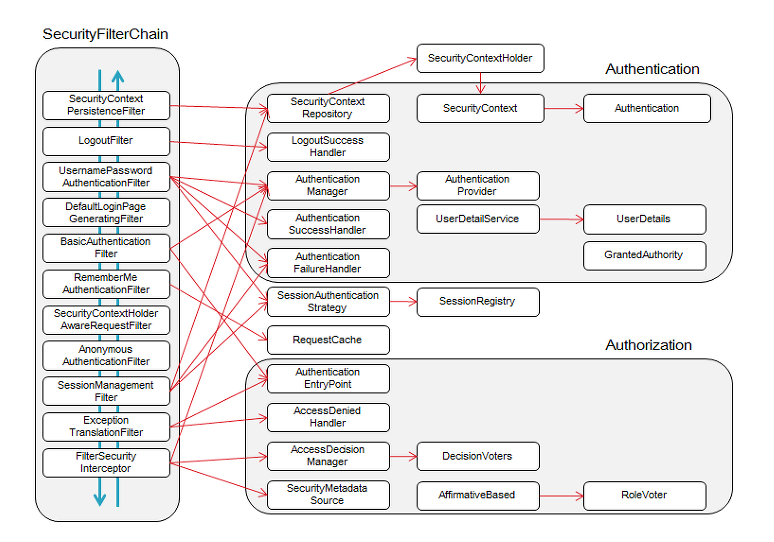 SecurityFilterChain
SecurityContext
PersistenceFilter
LogoutFilter
UsernamePassword
AuthenticationFilter
DefaultLoginPage
GeneratingFilter
BasicAuthentication
Filter
RememberMe
AuthenticationFilter
SecurityContextHolder
AwareRequestFilter
Anonymous
AuthenticationFilter
SessionManagement
Filter
Exception
TranslationFilter
FilterSecurity
Interceptor
SecurityContextHolder
Authentication
SecurityContext
Repository
SecurityContext
Authentication
LogoutSuccess
Handler
Authentication
Manager
Authentication
Provider
Authentication
SuccessHandler
UserDetailService
UserDetails
Authentication
FailureHandler
GrantedAuthority
SessionAuthentication
Strategy
SessionRegistry
RequestCache
Authorization
Authentication
EntryPoint
AccessDenied
Handler
AccessDecision
Manager
DecisionVoters
SecurityMetadata
Source
AffirmativeBased
RoleVoter